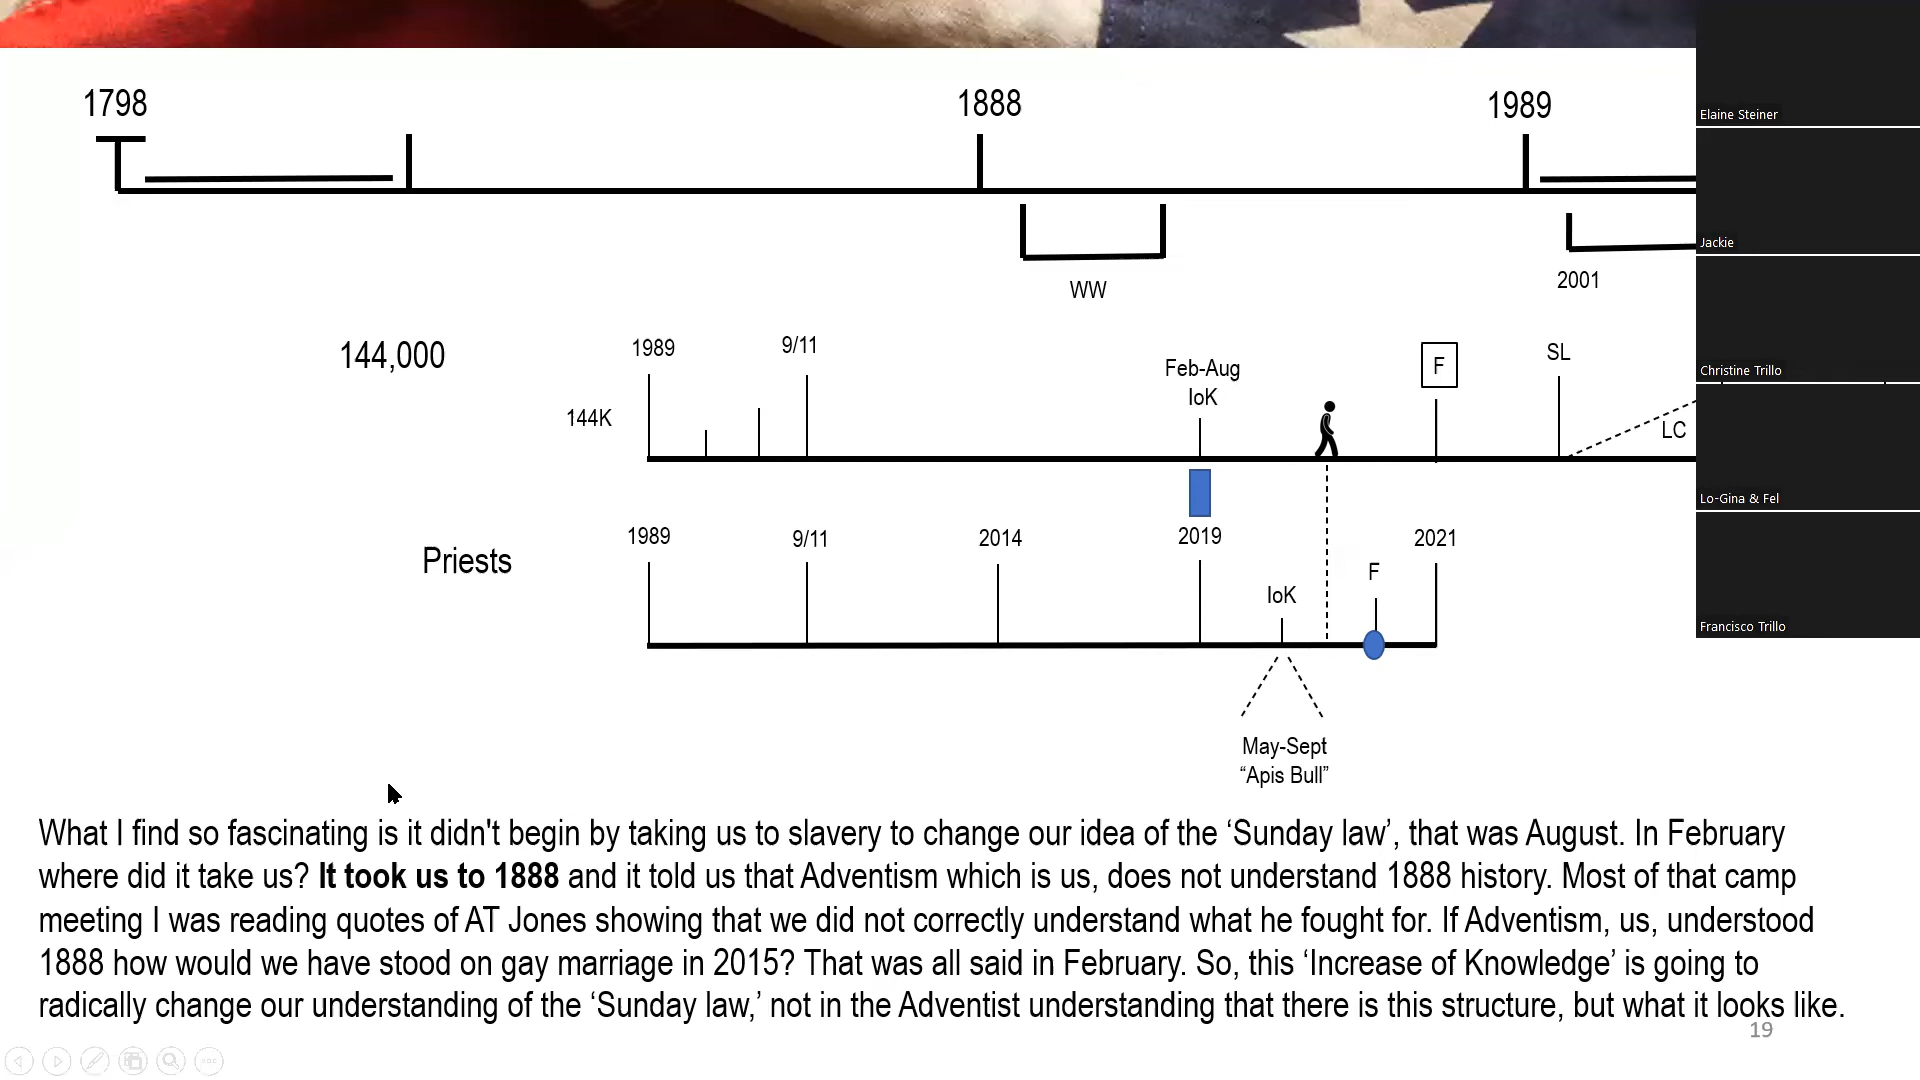 1798
1888
1989
Elaine Steiner
Jackie
WW
2001
144,000
1989
9/11
Feb-Aug
IoK
F
SL
Christine Trillo
144K
LC
Lo-Gina & Fel
Priests
1989
9/11
2014
2019
2021
IoK
F
Francisco Trillo
May-Sept
“Apis Bull”
What I find so fascinating is it didn't begin by taking us to slavery to change our idea of the ‘Sunday law’, that was August. In February
where did it take us? It took us to 1888 and it told us that Adventism which is us, does not understand 1888 history. Most of that camp
meeting I was reading quotes of AT Jones showing that we did not correctly understand what he fought for. If Adventism, us, understood
1888 how would we have stood on gay marriage in 2015? That was all said in February. So, this ‘Increase of Knowledge’ is going to
radically change our understanding of the ‘Sunday law,’ not in the Adventist understanding that there is this structure, but what it looks like.
19